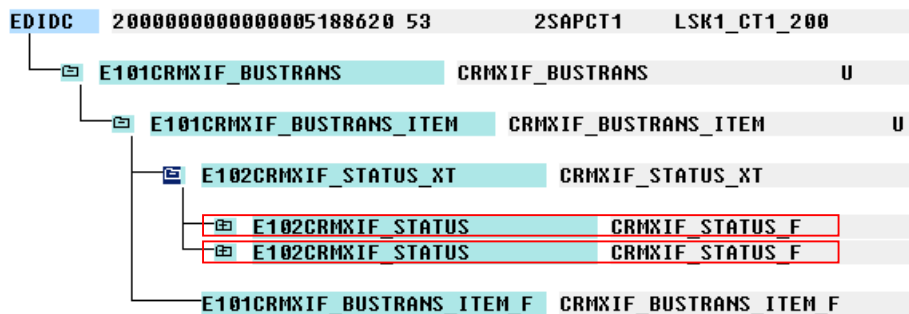 EDIDC 2000000000000005188620 53 2SAPCT1 LSK1_CT1_200
E101CRMXIF_BUSTRANS CRMXIF_BUSTRANS U
E101CRMXIF_BUSTRANS_ITEM CRMXIF_BUSTRANS_ITEM U
E102CRMXIF_STATUS_XT CRMXIF_STATUS_XT
E102CRMXIF_STATUS CRMXIF_STATUS_F
E102CRMXIF_STATUS CRMXIF_STATUS_F
E101CRMXIF_BUSTRANS_ITEM_F CRMXIF_BUSTRANS_ITEM_F